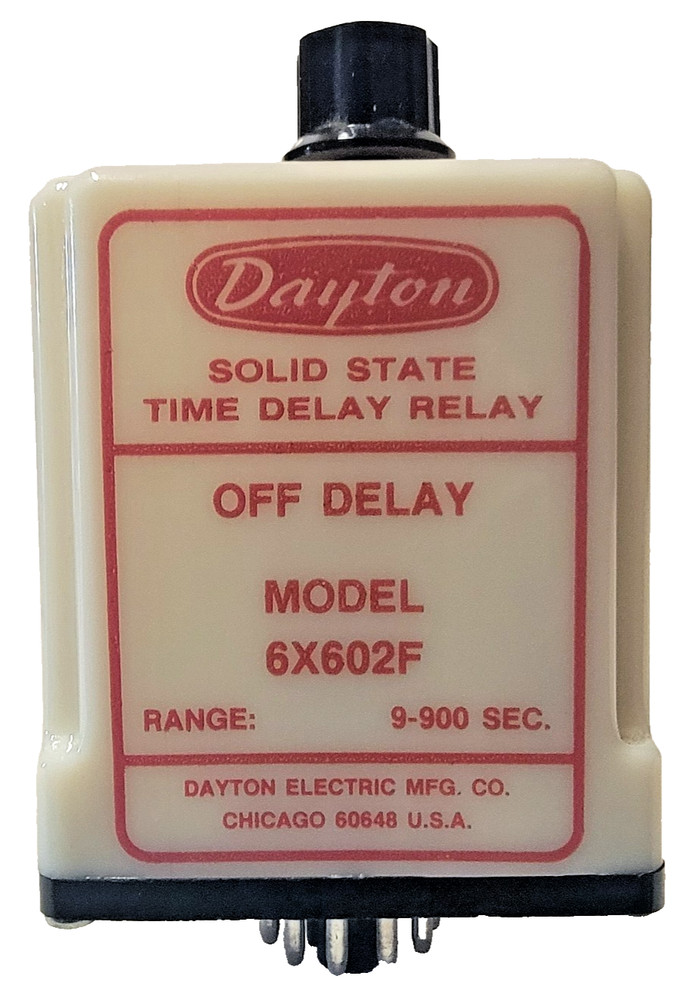 Dayton
SOLID STATE
TIME DELAY RELAY
OFF DELAY
MODEL
6X602F
RANGE: 9-900 SEC.
DAYTON ELECTRIC MFG. CO.
CHICAGO 60648 U.S.A.